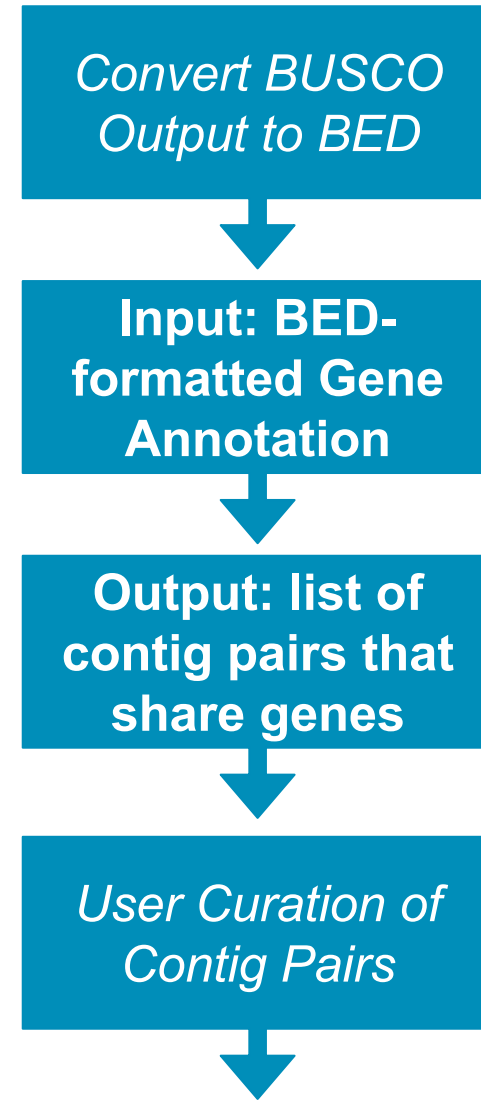 Convert BUSCO
Output to BED
Input: BED-
formatted Gene
Annotation
Output: list of
contig pairs that
share genes
User Curation of
Contig Pairs